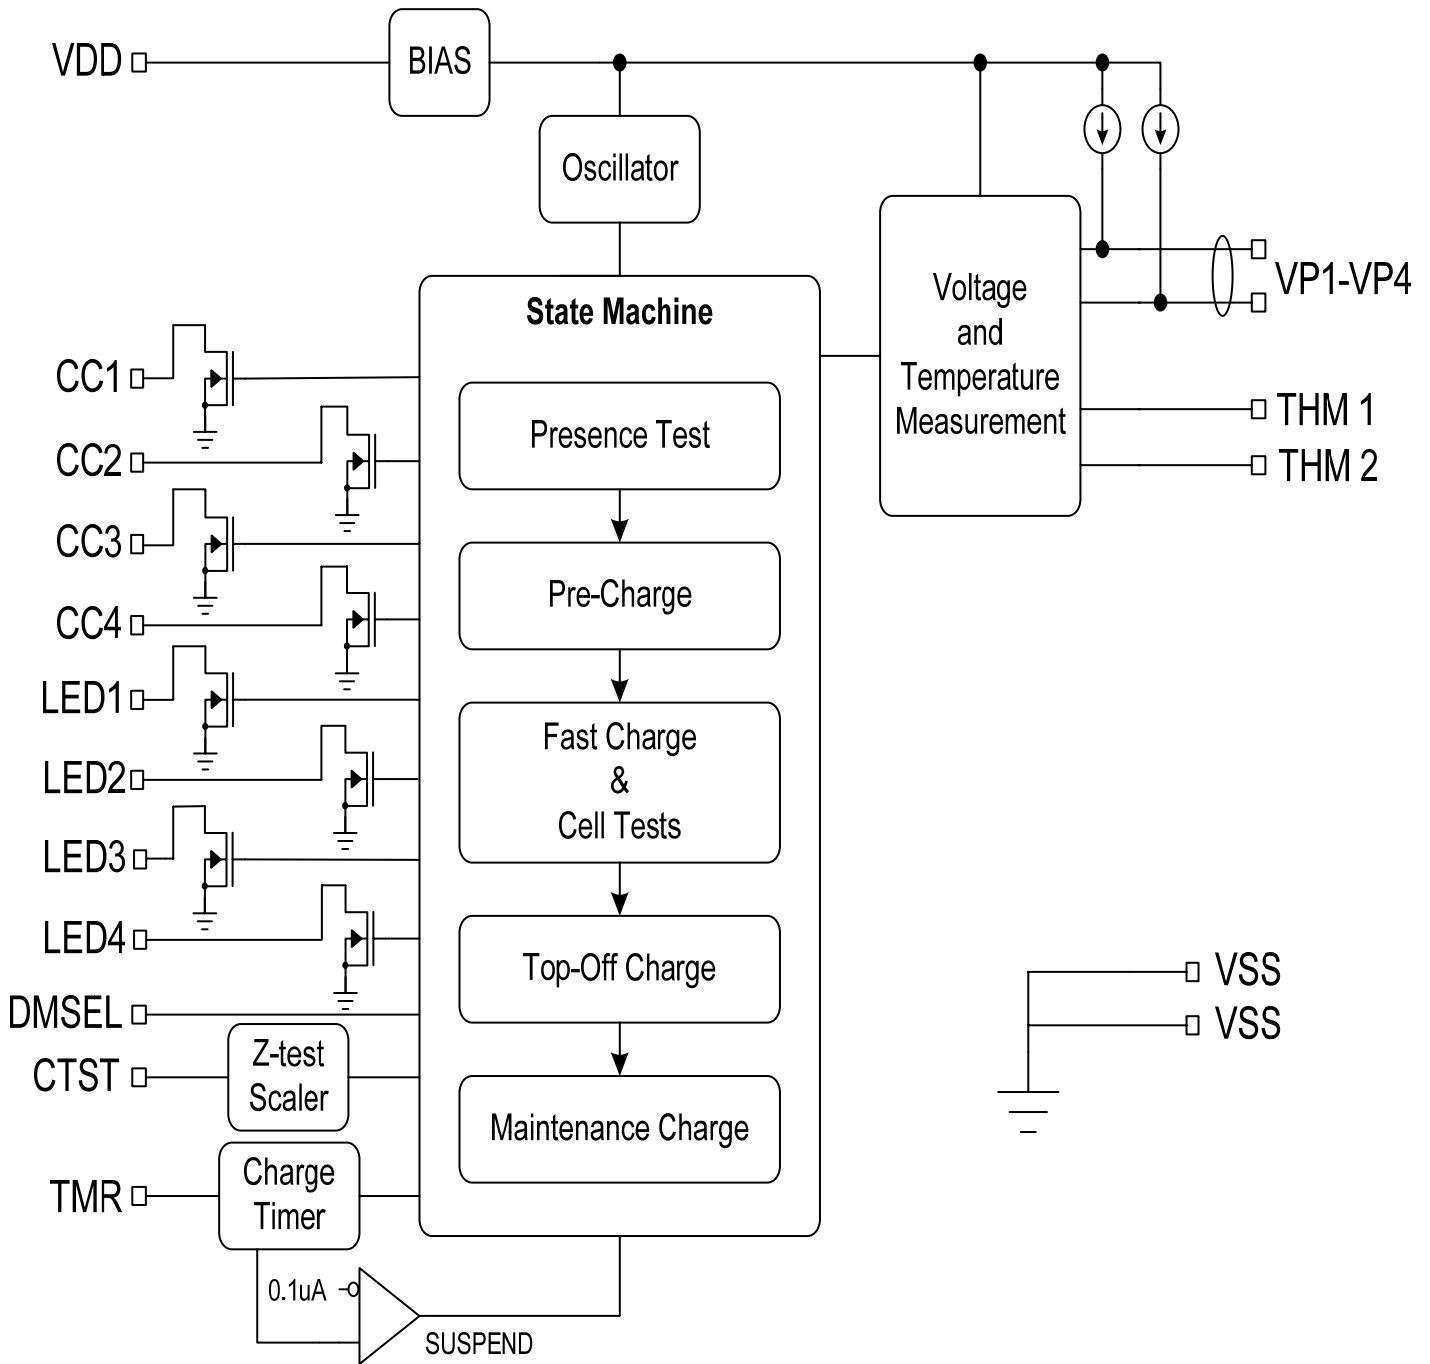 VDD
BIAS
Oscillator
State Machine
Voltage
and
Temperature
Measurement
VP1-VP4
THM 1
THM 2
CC1
CC2
CC3
CC4
LED1
LED2
LED3
LED4
DMSEL
CTST
TMR
Presence Test
Pre-Charge
Fast Charge
&
Cell Tests
Top-Off Charge
Maintenance Charge
Z-test
Scaler
Charge
Timer
0.1uA
SUSPEND
VSS
VSS